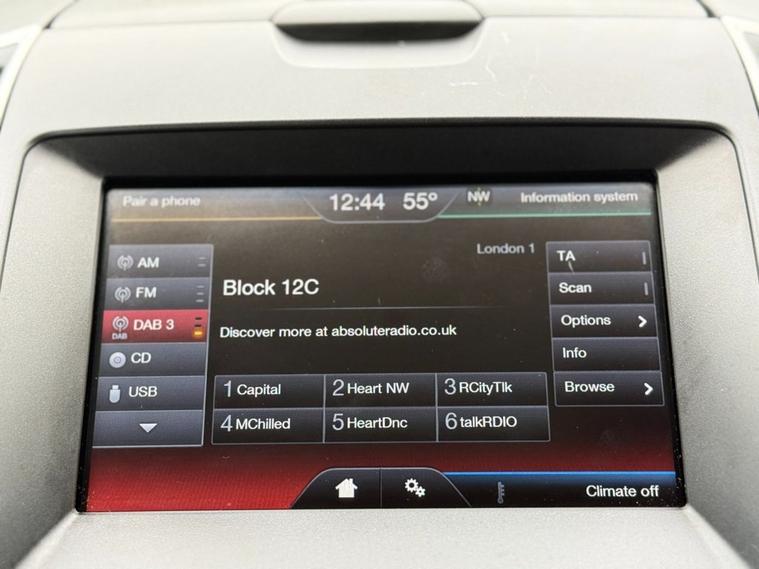 Pair a phone
12:44 55° NW
Information system
London 1
AM
FM
DAB 3
DAB
CD
USB
Block 12C
Discover more at absoluteradio.co.uk
1 Capital
2 Heart NW
3 RCityTlk
4 MChilled
5 HeartDnc
6 talkRDIO
TA
Scan
Options
Info
Browse
Climate off